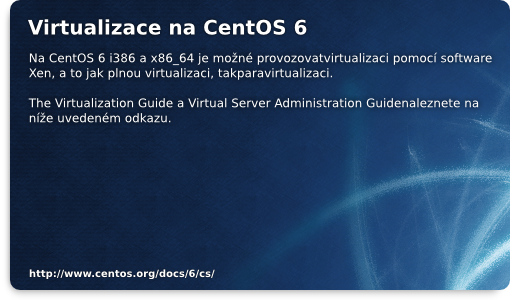 Virtualizace na CentOS 6
Na CentOS 6 i386 a x86_64 je možné provozovatvirtualizaci pomocí software
Xen, a to jak plnou virtualizaci, takparavirtualizaci.
The Virtualization Guide a Virtual Server Administration Guidenaleznete na
níže uvedeném odkazu.
http://www.centos.org/docs/6/cs/